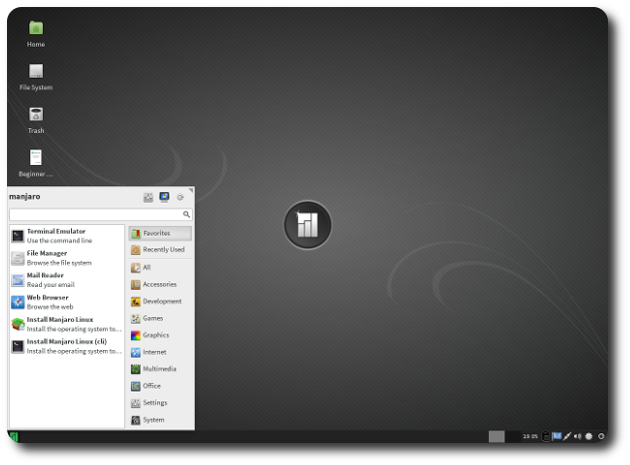 Home
File System
Trash
Beginner ...
manjaro
Terminal Emulator
Use the command line
File Manager
Browse the file system
Mail Reader
Read your email
Web Browser
Browse the web
Install Manjaro Linux
Install the operating system to...
Install Manjaro Linux (cli)
Install the operating system to...
Favorites
Recently Used
All
Accessories
Development
Games
Graphics
Internet
Multimedia
Office
Settings
System